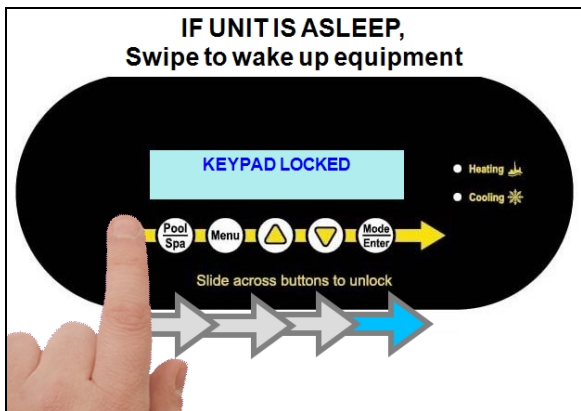 IF UNIT IS ASLEEP,
Swipe to wake up equipment
KEYPAD LOCKED
Heating
Cooling
Pool
Spa
Menu
Mode
Enter
Slide across buttons to unlock